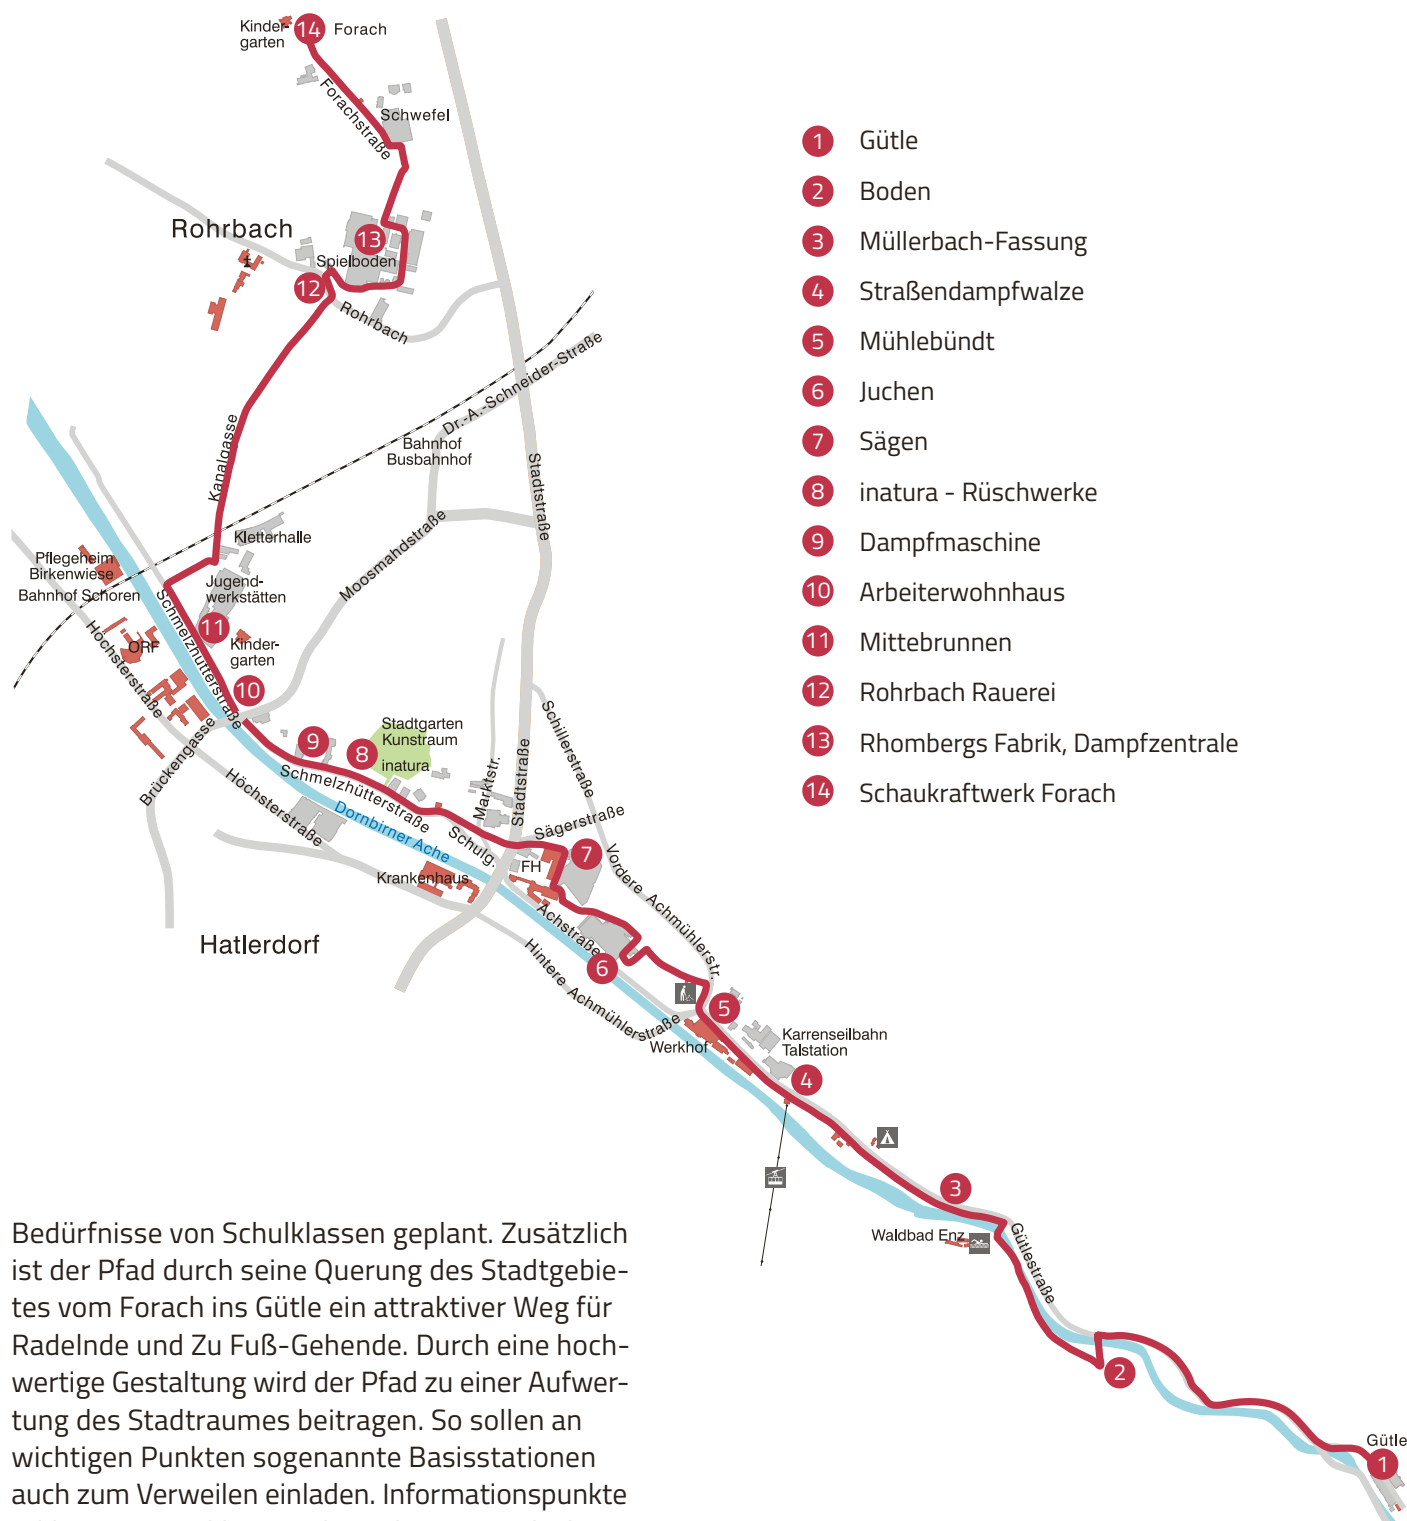 Kinder-
garten
14
Forach
Forachstraße
Schwefel
Rohrbach
13
Spielboden
12
Rohrbach
Dr.-A.-Schneider-Straße
Bahnhof
Busbahnhof
Kanalgasse
Stadtstraße
Moosmahdstraße
Kletterhalle
Pflegeheim
Birkenwiese
Bahnhof Schoren
Jugend-
werkstätten
11
Kinder-
garten
ORF
Höchsterstraße
Schmelzhütterstraße
10
Brückengasse
9
8
Stadtgarten
Kunstraum
inatura
Schmelzhütterstraße
Höchsterstraße
Dornbirner Ache
Marktstr.
Stadtstraße
Schillerstraße
Schulg.
Sägerstraße
FH
7
Krankenhaus
Vordere Achmühlerstr.
Achstraße
Hatlerdorf
6
Hintere Achmühlerstraße
5
Werkhof
Karrenseilbahn
Talstation
4
3
Waldbad Enz
Gütlestraße
2
Gütle
1
1 Gütle
2 Boden
3 Müllerbach-Fassung
4 Straßendampfwalze
5 Mühlebündt
6 Juchen
7 Sägen
8 inatura - Rüschwerke
9 Dampfmaschine
10 Arbeiterwohnhaus
11 Mittebrunnen
12 Rohrbach Rauerei
13 Rhombergs Fabrik, Dampfzentrale
14 Schaukraftwerk Forach
Bedürfnisse von Schulklassen geplant. Zusätzlich
ist der Pfad durch seine Querung des Stadtgebie-
tes vom Forach ins Gütle ein attraktiver Weg für
Radelnde und Zu Fuß-Gehende. Durch eine hoch-
wertige Gestaltung wird der Pfad zu einer Aufwer-
tung des Stadtraumes beitragen. So sollen an
wichtigen Punkten sogenannte Basisstationen
auch zum Verweilen einladen. Informationspunkte